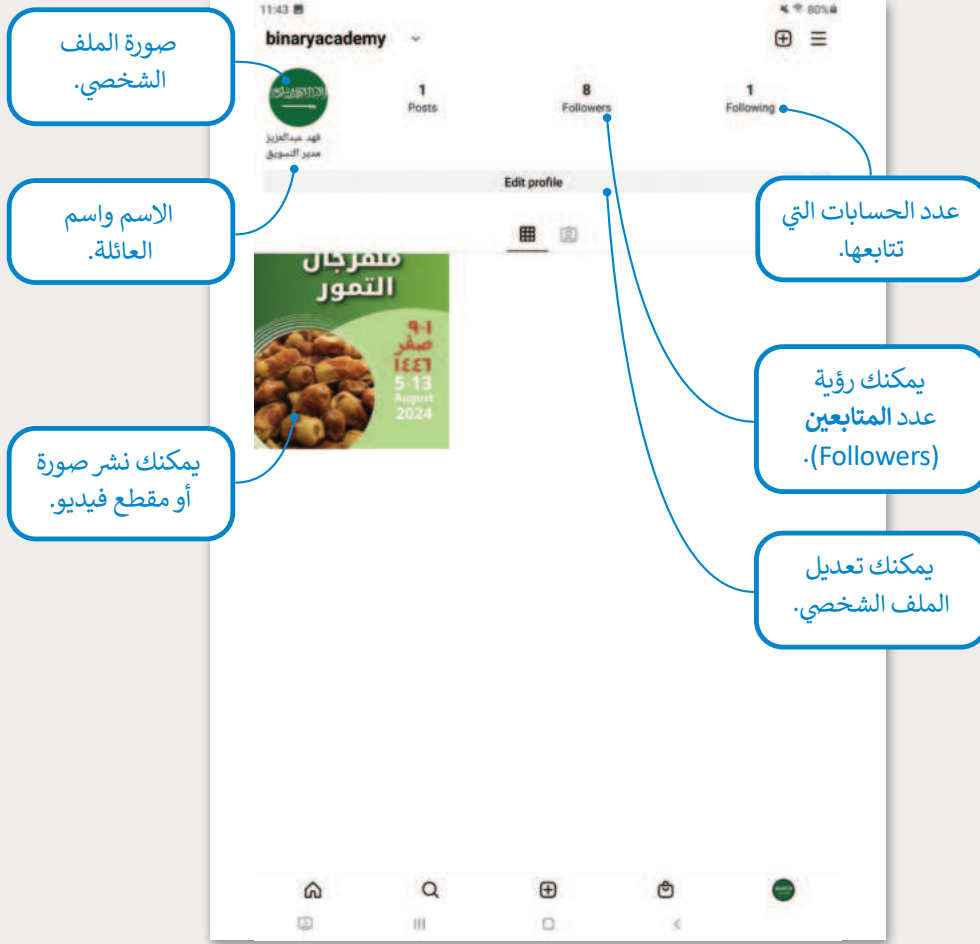 11:43
80%
binaryacademy
1
Posts
8
Followers
1
Following
فهد عبدالعزيز
مدير التسويق
Edit profile
مهرجان
التمور
٩-١
صفر
١٤٤٦
5-13
August
2024
صورة الملف
الشخصي.
الاسم واسم
العائلة.
يمكنك نشر صورة
أو مقطع فيديو.
عدد الحسابات التي
تتابعها.
يمكنك رؤية
عدد المتابعين
(Followers).
يمكنك تعديل
الملف الشخصي.